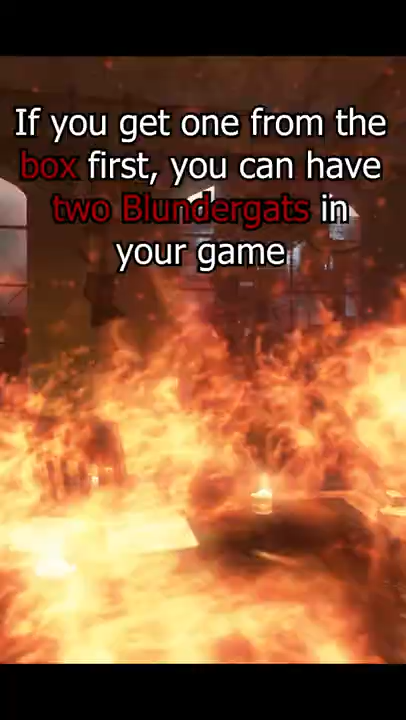 If you get one from the
box first, you can have
two Blundergats in
your game